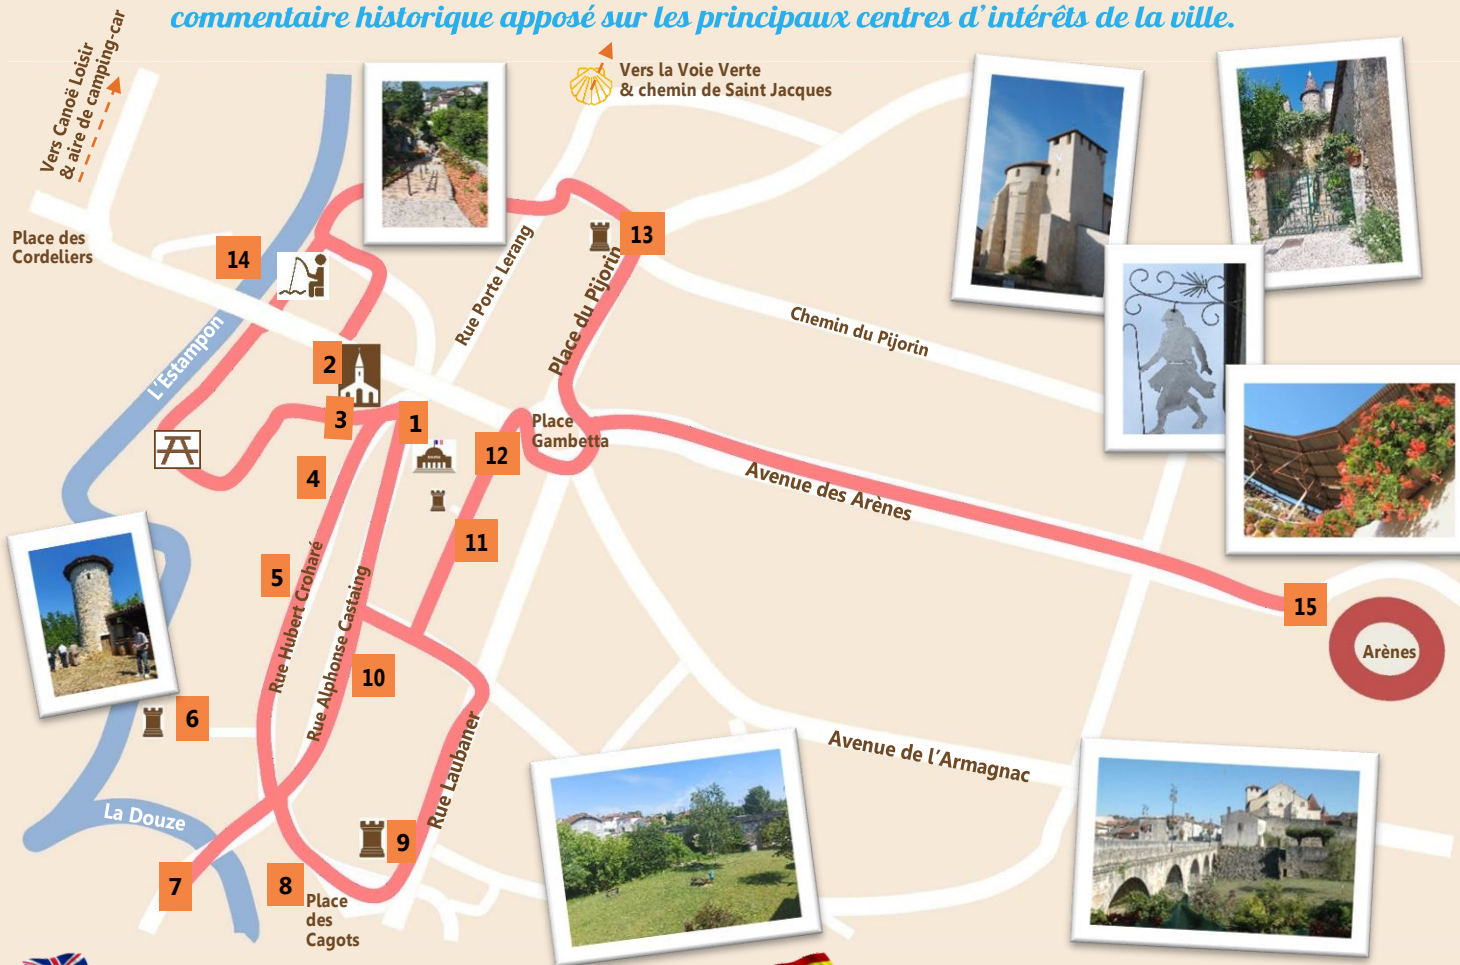 commentaire historique apposé sur les principaux centres d'intérêts de la ville.
Vers Canoë Loisir
& aire de camping-car
Vers la Voie Verte
& chemin de Saint Jacques
Place des
Cordeliers
14
13
Rue Porte Lerang
Place du Pijorin
Chemin du Pijorin
L'Estampon
2
3
1
Place
Gambetta
12
4
Avenue des Arènes
11
5
Rue Hubert Croharé
Rue Alphonse Castaing
15
Arènes
10
6
Rue Laubaner
Avenue de l'Armagnac
La Douze
9
7
8
Place
des
Cagots